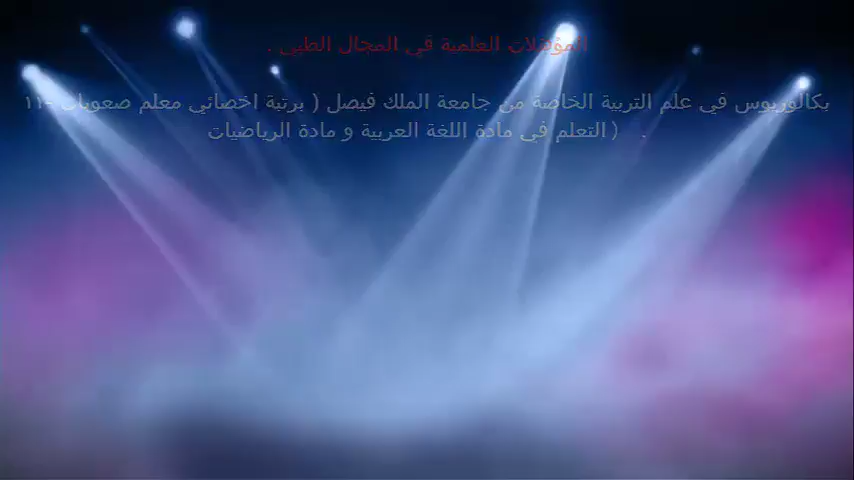 المؤهلات العلمية في المجال الطبي .
١١- بكالوريوس في علم التربية الخاصة من جامعة الملك فيصل ( برتبة اخصائي معلم صعوبات
التعلم في مادة اللغة العربية و مادة الرياضيات ) .